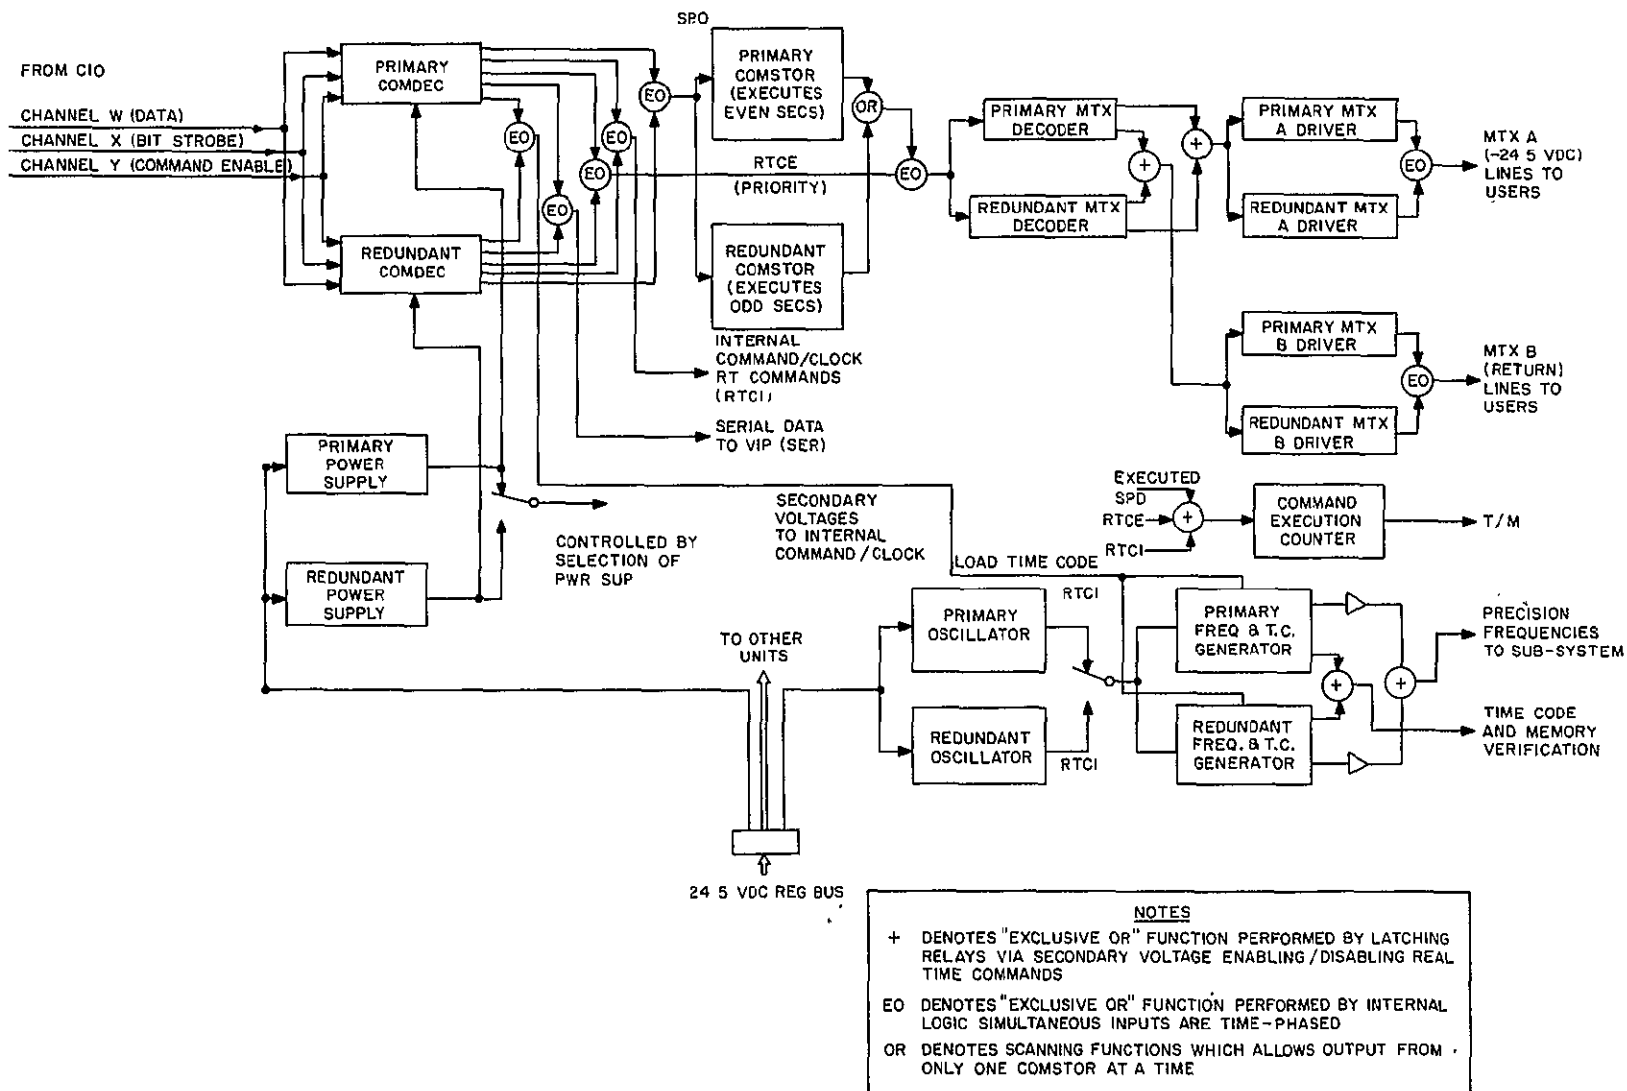 SPO
FROM CIO
CHANNEL W (DATA)
CHANNEL X (BIT STROBE)
CHANNEL Y (COMMAND ENABLE)
PRIMARY
COMDEC
REDUNDANT
COMDEC
EO
EO
EO
EO
EO
PRIMARY
COMSTOR
(EXECUTES
EVEN SECS)
OR
RTCE
(PRIORITY)
EO
REDUNDANT
COMSTOR
(EXECUTES
ODD SECS)
PRIMARY MTX
DECODER
REDUNDANT MTX
DECODER
+
+
PRIMARY MTX
A DRIVER
REDUNDANT MTX
A DRIVER
EO
MTX A
(-24 5 VDC)
LINES TO
USERS
PRIMARY MTX
B DRIVER
REDUNDANT MTX
B DRIVER
EO
MTX B
(RETURN)
LINES TO
USERS
INTERNAL
COMMAND/CLOCK
RT COMMANDS
(RTCI)
SERIAL DATA
TO VIP (SER)
PRIMARY
POWER
SUPPLY
REDUNDANT
POWER
SUPPLY
CONTROLLED BY
SELECTION OF
PWR SUP
SECONDARY
VOLTAGES
TO INTERNAL
COMMAND/CLOCK
EXECUTED
SPD
RTCE
RTCI
+
COMMAND
EXECUTION
COUNTER
T/M
LOAD TIME CODE
RTCI
PRIMARY
OSCILLATOR
REDUNDANT
OSCILLATOR
RTCI
PRIMARY
FREQ & T.C.
GENERATOR
REDUNDANT
FREQ. & T.C.
GENERATOR
+
+
PRECISION
FREQUENCIES
TO SUB-SYSTEM
TIME CODE
AND MEMORY
VERIFICATION
TO OTHER
UNITS
24 5 VDC REG BUS
NOTES
+ DENOTES "EXCLUSIVE OR" FUNCTION PERFORMED BY LATCHING
RELAYS VIA SECONDARY VOLTAGE ENABLING/DISABLING REAL
TIME COMMANDS
EO DENOTES "EXCLUSIVE OR" FUNCTION PERFORMED BY INTERNAL
LOGIC SIMULTANEOUS INPUTS ARE TIME-PHASED
OR DENOTES SCANNING FUNCTIONS WHICH ALLOWS OUTPUT FROM
ONLY ONE COMSTOR AT A TIME